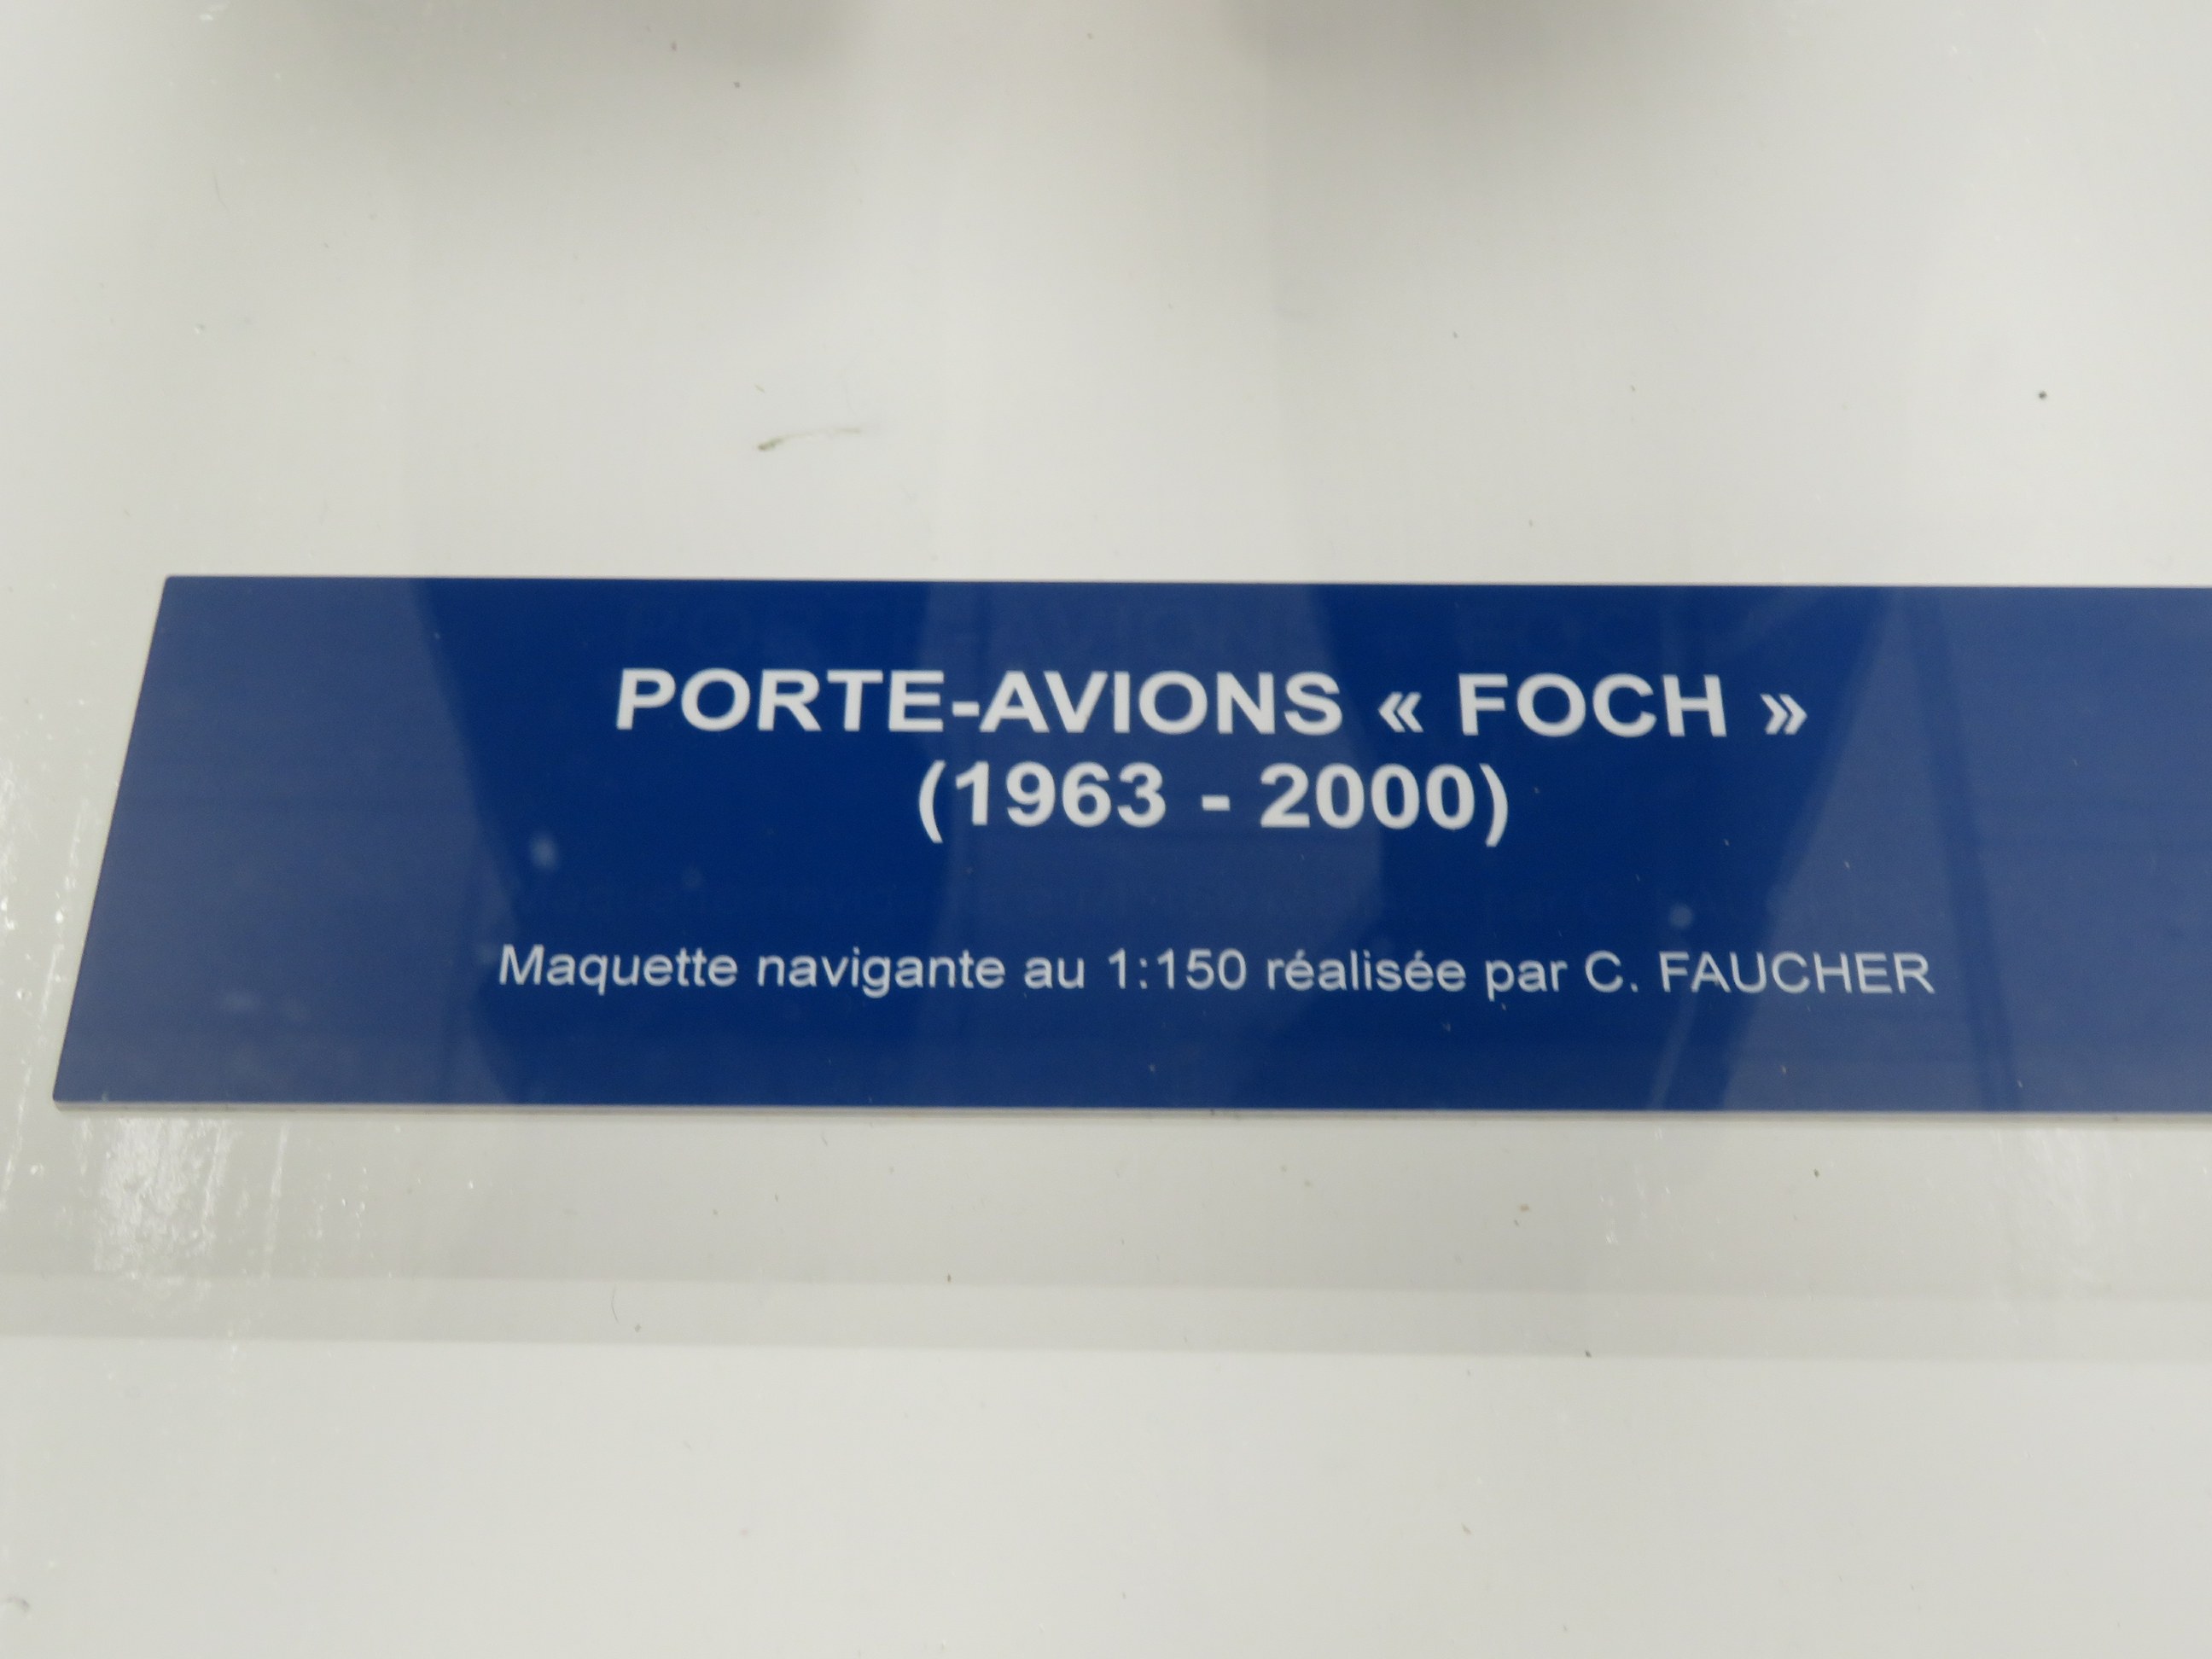 PORTE-AVIONS « FOCH »
(1963 - 2000)
Maquette navigante au 1:150 réalisée par C. FAUCHER